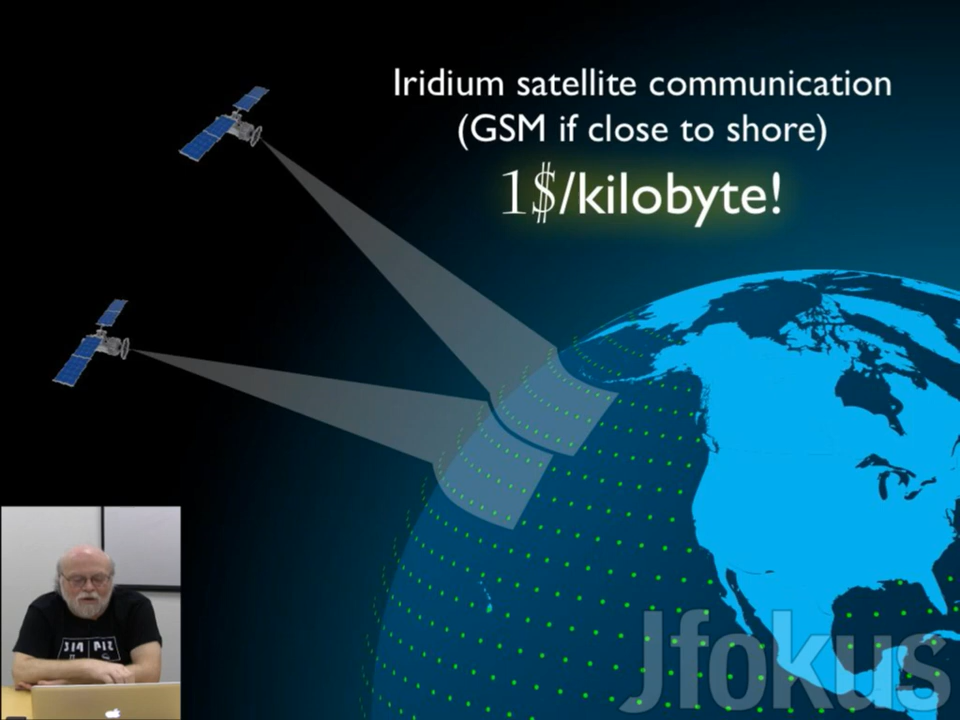 Iridium satellite communication
(GSM if close to shore)
1$/kilobyte!
Jfokus